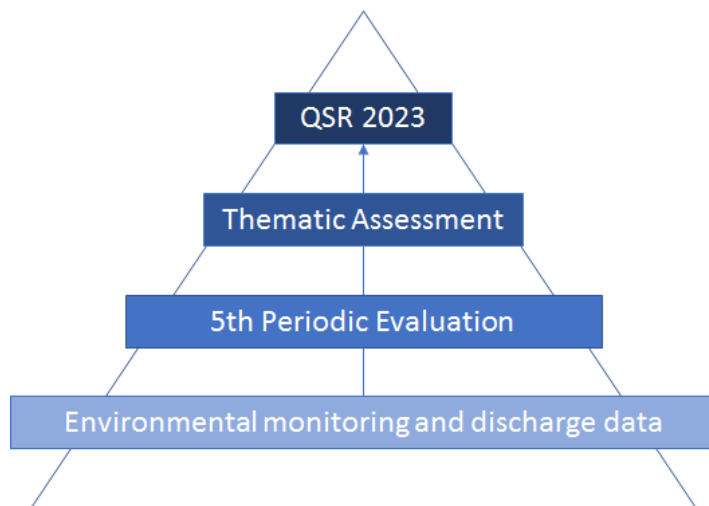 QSR 2023
Thematic Assessment
5th Periodic Evaluation
Environmental monitoring and discharge data